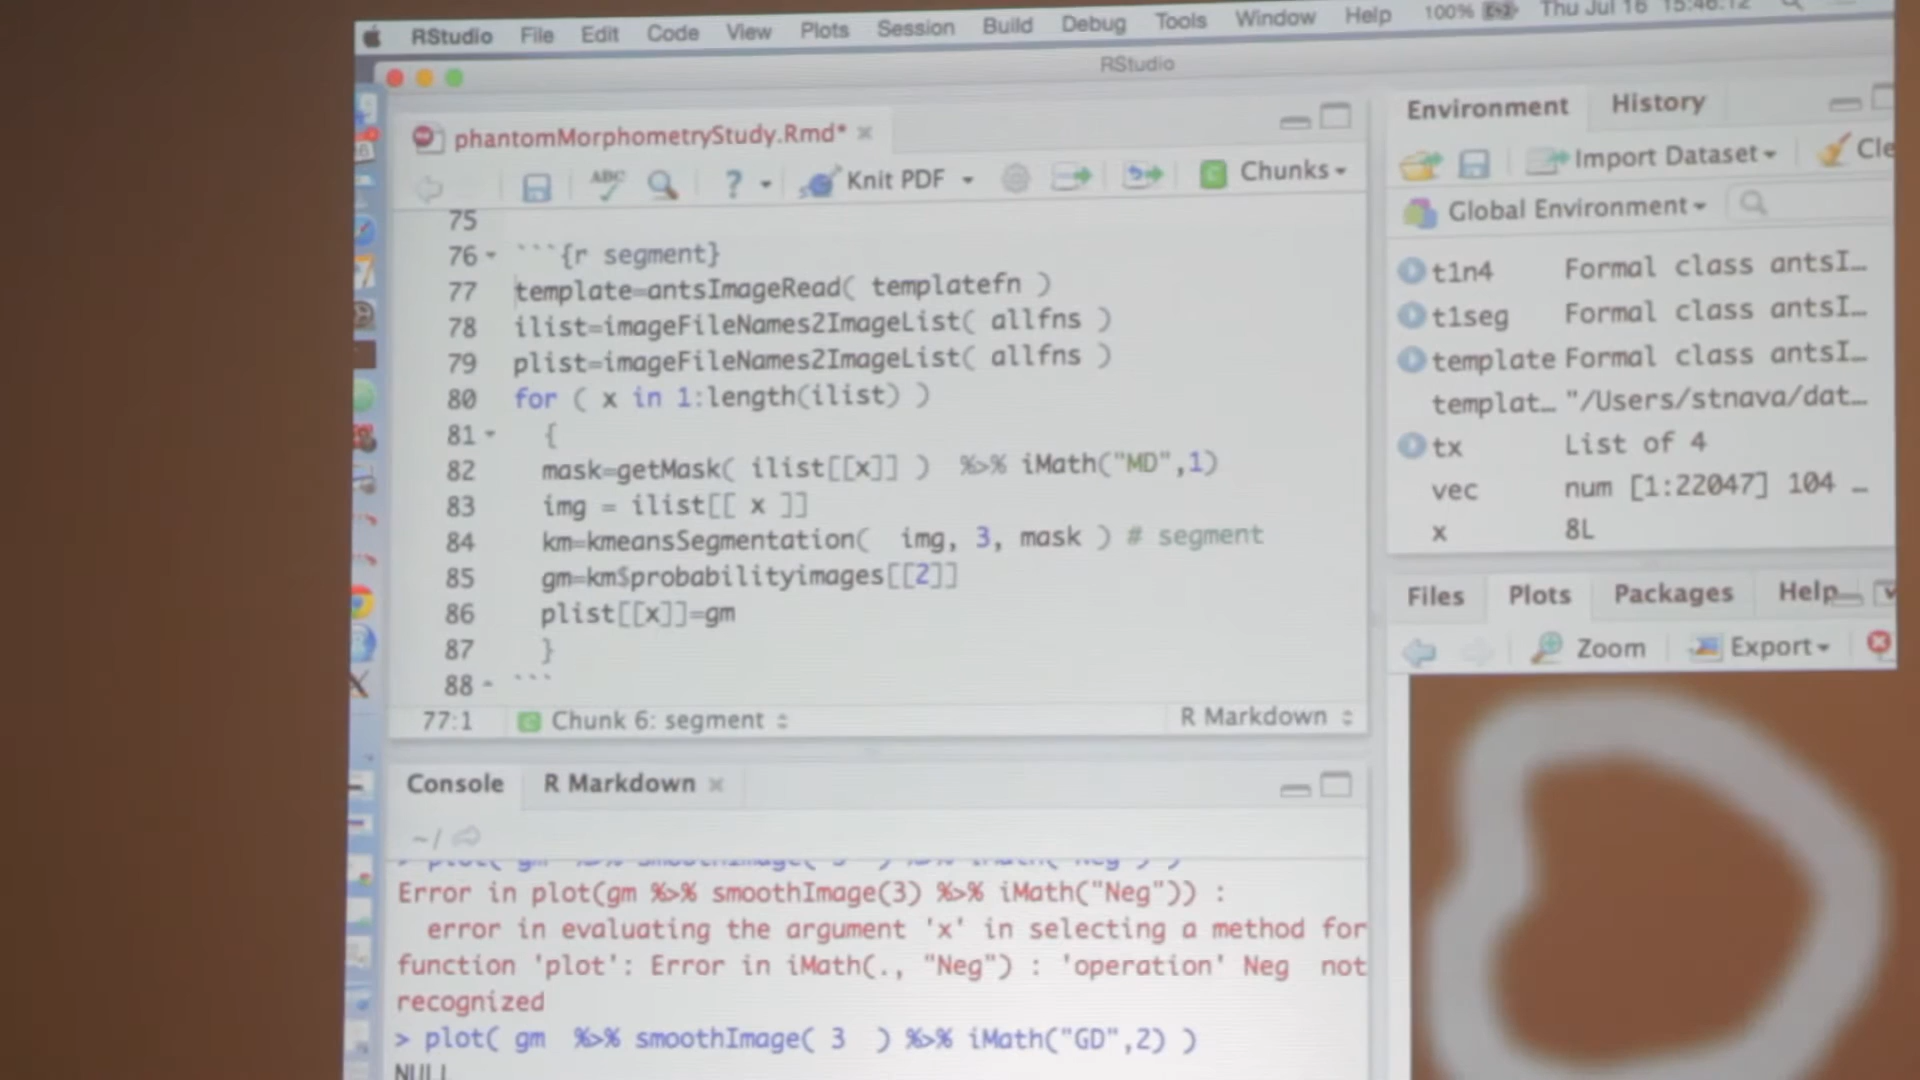 RStudio File Edit Code View Plots Session Build Debug Tools Window Help 100% Thu Jul 16 15:46:12
RStudio
phantomMorphometryStudy.Rmd*
ABC ? Knit PDF Chunks
75
76 ```{r segment}
77 template=antsImageRead( templatefn )
78 ilist=imageFileNames2ImageList( allfns )
79 plist=imageFileNames2ImageList( allfns )
80 for ( x in 1:length(ilist) )
81 {
82 mask=getMask( ilist[[x]] ) %>% iMath("MD",1)
83 img = ilist[[ x ]]
84 km=kmeansSegmentation( img, 3, mask ) # segment
85 gm=km$probabilityimages[[2]]
86 plist[[x]]=gm
87 }
88 ```
77:1 Chunk 6: segment R Markdown
Console R Markdown
~/
Error in plot(gm %>% smoothImage(3) %>% iMath("Neg")) :
error in evaluating the argument 'x' in selecting a method for
function 'plot': Error in iMath(., "Neg") : 'operation' Neg not
recognized
> plot( gm %>% smoothImage( 3 ) %>% iMath("GD",2) )
NULL
Environment History
Import Dataset Cle
Global Environment
t1n4 Formal class antsI…
t1seg Formal class antsI…
template Formal class antsI…
templat… "/Users/stnava/dat…
tx List of 4
vec num [1:22047] 104 …
x 8L
Files Plots Packages Help
Zoom Export